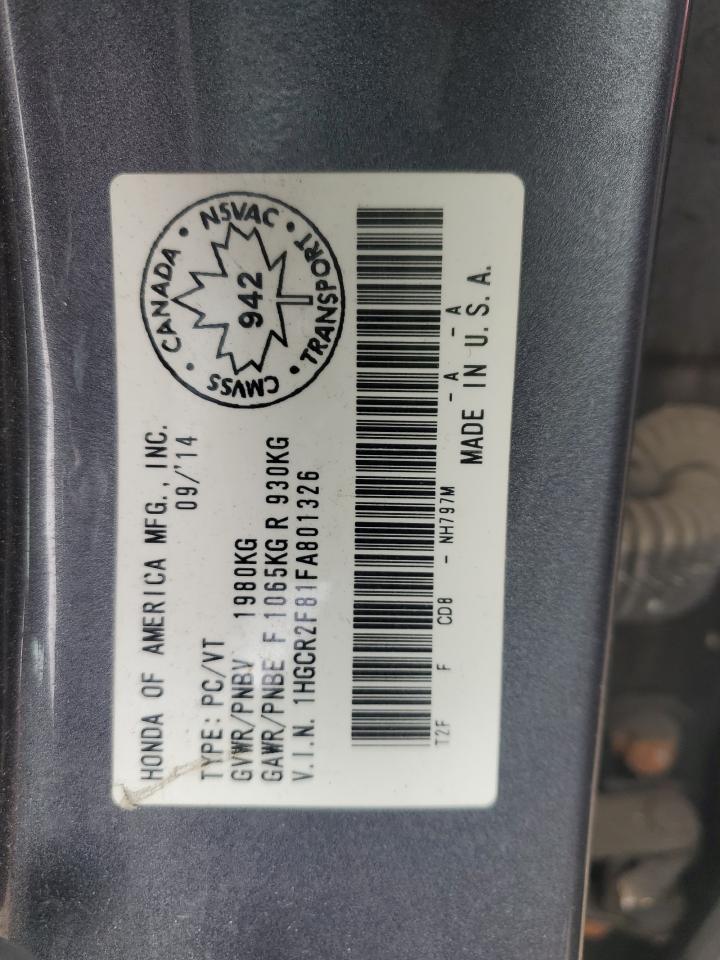 HONDA OF AMERICA MFG., INC.
09/'14
TYPE: PC/VT
GVWR/PNBV 1980KG
GAWR/PNBE F 1065KG R 930KG
V.I.N. 1HGCR2F81FA801326
T2F F CD8 - NH797M - A - A
MADE IN U.S.A.
CANADA • NSVAC • TRANSPORT • CMVSS •
942